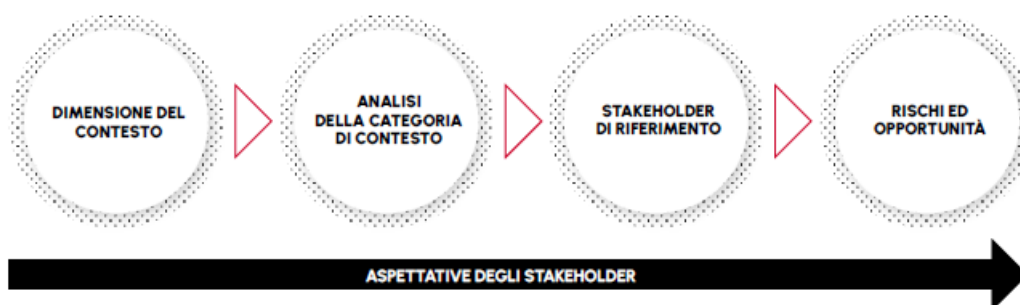 DIMENSIONE DEL
CONTESTO
ANALISI
DELLA CATEGORIA
DI CONTESTO
STAKEHOLDER
DI RIFERIMENTO
RISCHI ED
OPPORTUNITÀ
ASPETTATIVE DEGLI STAKEHOLDER